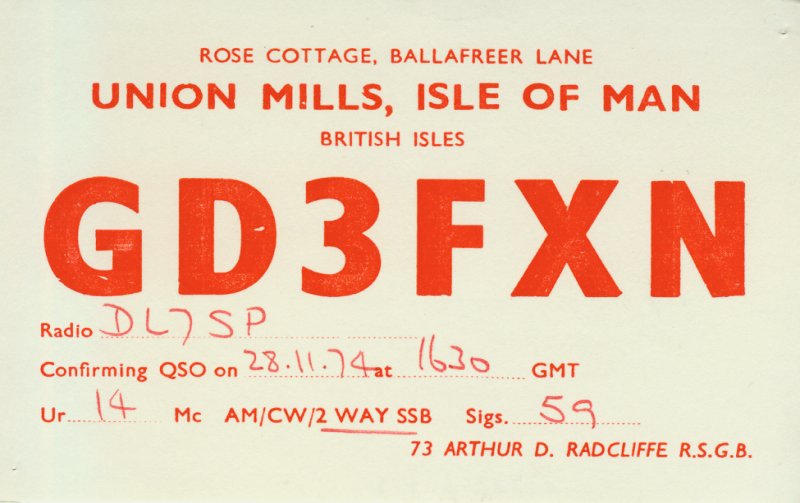 ROSE COTTAGE, BALLAFREER LANE
UNION MILLS, ISLE OF MAN
BRITISH ISLES
GD3FXN
Radio DL7SP
Confirming QSO on 28.11.74 at 1630 GMT
Ur 14 Mc AM/CW/2 WAY SSB Sigs. 59
73 ARTHUR D. RADCLIFFE R.S.G.B.